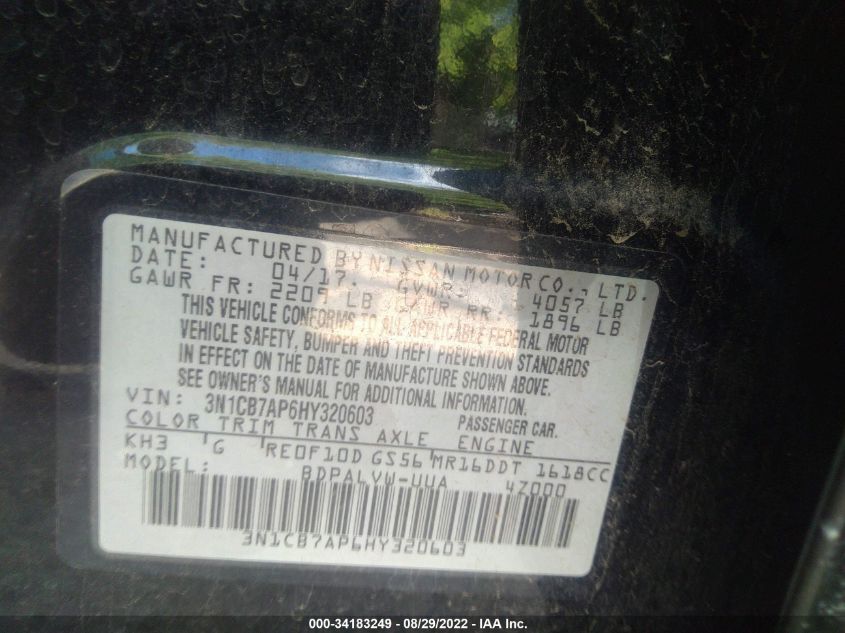 MANUFACTURED BY NISSAN MOTOR CO., LTD.
DATE: 04/17. GVWR: 4057 LB
GAWR FR: 2209 LB GAWR RR: 1896 LB
THIS VEHICLE CONFORMS TO ALL APPLICABLE FEDERAL MOTOR
VEHICLE SAFETY, BUMPER AND THEFT PREVENTION STANDARDS
IN EFFECT ON THE DATE OF MANUFACTURE SHOWN ABOVE.
SEE OWNER'S MANUAL FOR ADDITIONAL INFORMATION.
VIN: 3N1CB7AP6HY320603 PASSENGER CAR.
COLOR TRIM TRANS AXLE ENGINE
KH3 G RE0F10D GS56 MR16DDT 1618CC
MODEL: BDPALVW-UUA 4Z000
3N1CB7AP6HY320603
000-34183249 - 08/29/2022 - IAA Inc.